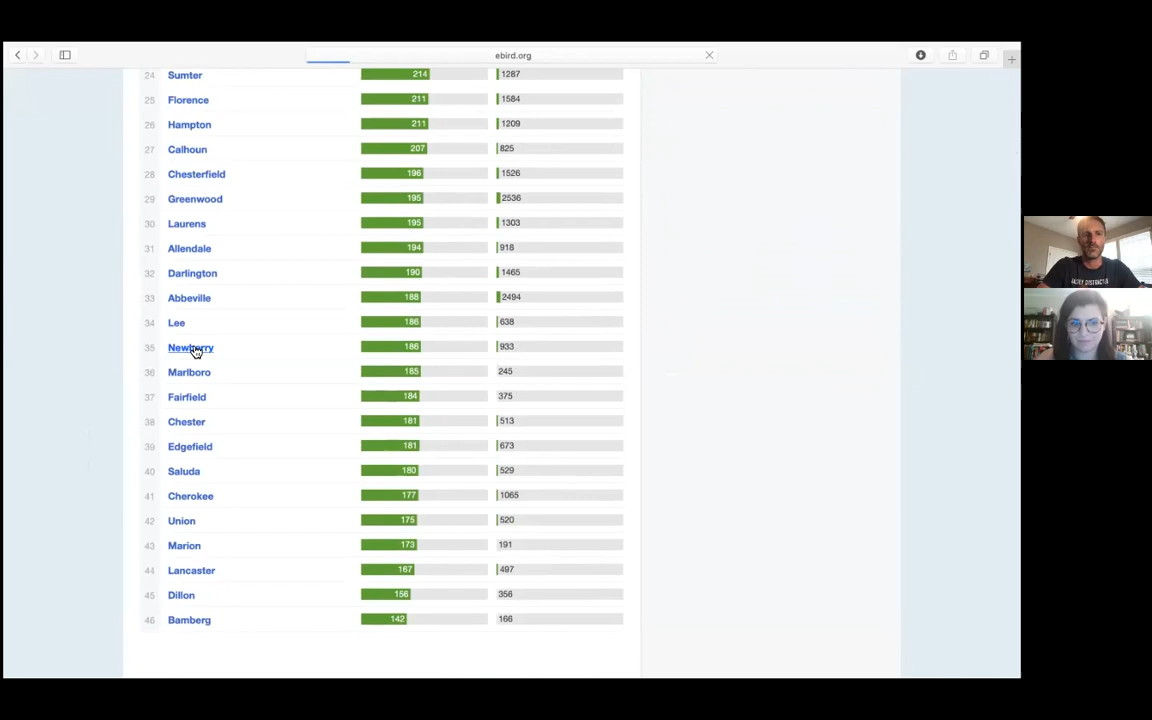 ebird.org
24 Sumter 214 1287
25 Florence 211 1584
26 Hampton 211 1209
27 Calhoun 207 825
28 Chesterfield 196 1526
29 Greenwood 195 2536
30 Laurens 195 1303
31 Allendale 194 918
32 Darlington 190 1465
33 Abbeville 188 2494
34 Lee 186 638
35 Newberry 186 933
36 Marlboro 185 245
37 Fairfield 184 375
38 Chester 181 513
39 Edgefield 181 673
40 Saluda 180 529
41 Cherokee 177 1065
42 Union 175 520
43 Marion 173 191
44 Lancaster 167 497
45 Dillon 156 356
46 Bamberg 142 166